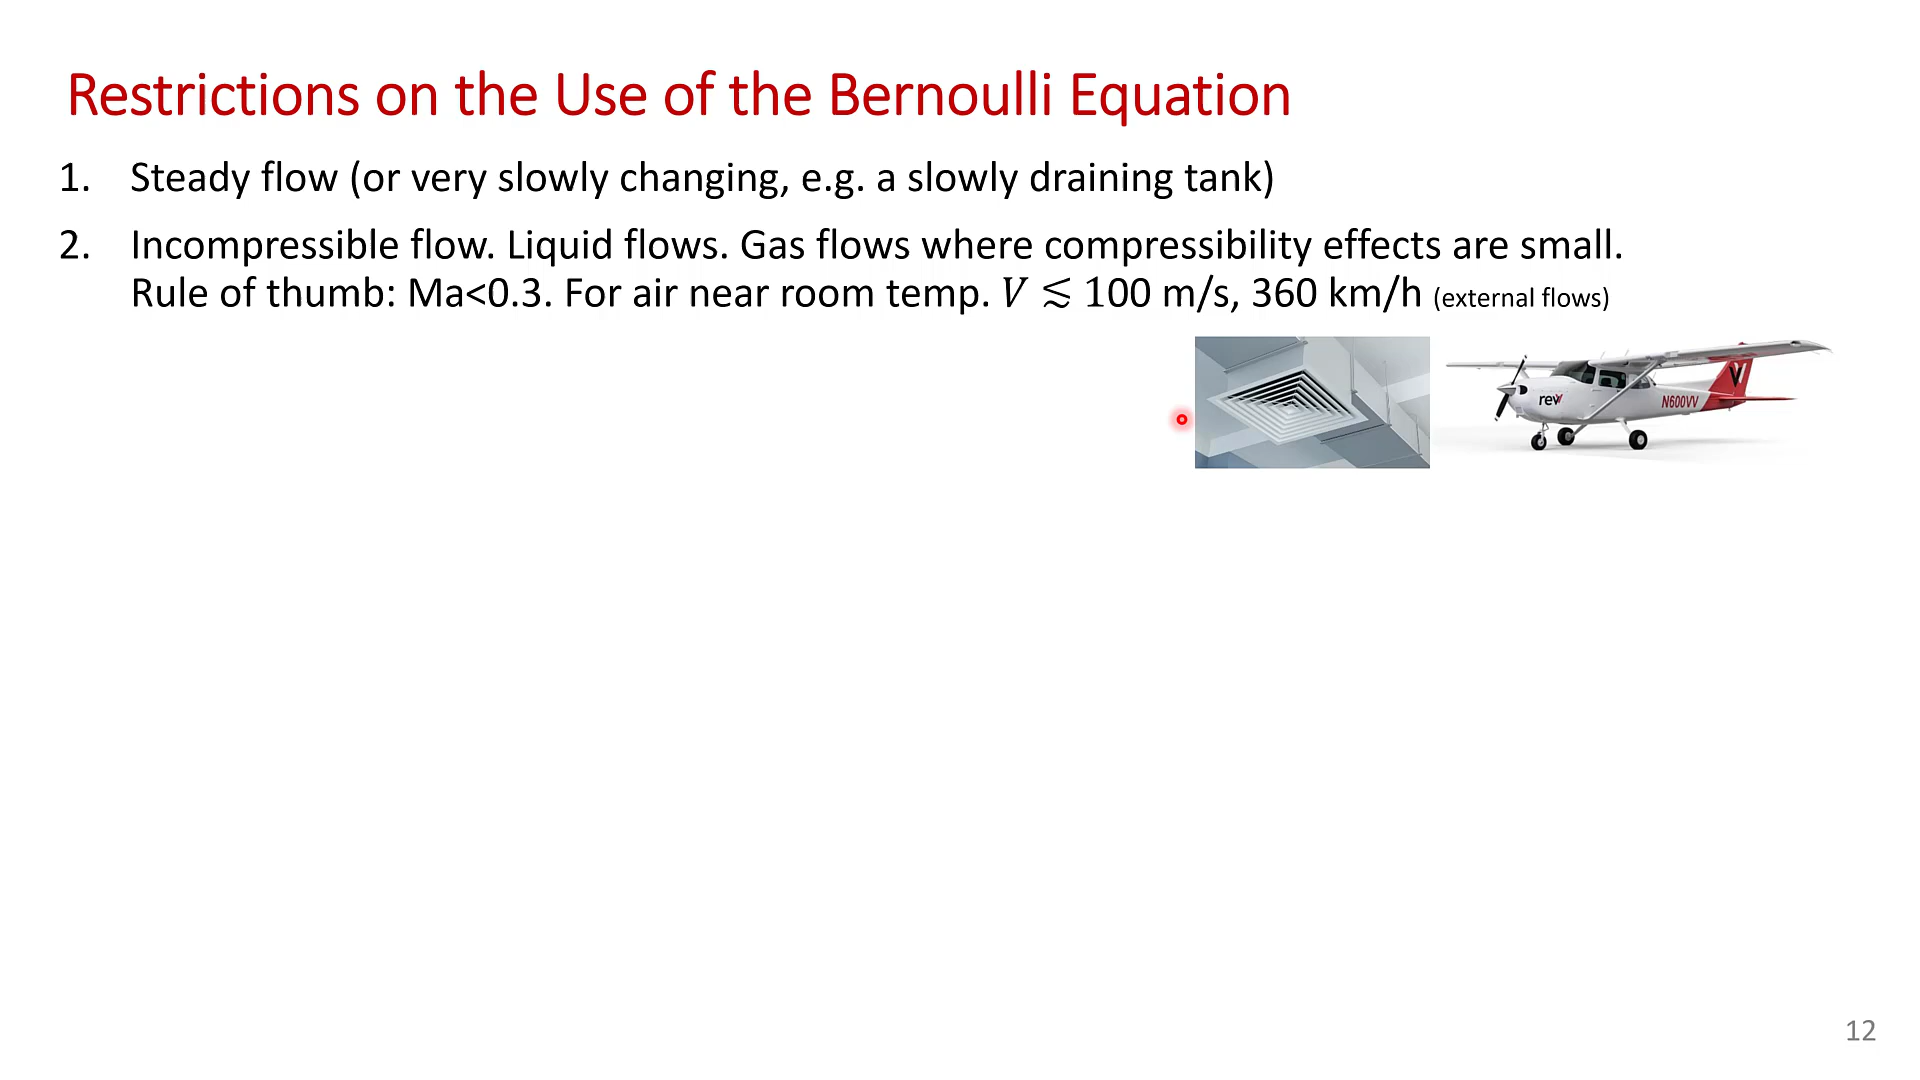 Restrictions on the Use of the Bernoulli Equation
1. Steady flow (or very slowly changing, e.g. a slowly draining tank)
2. Incompressible flow. Liquid flows. Gas flows where compressibility effects are small.
Rule of thumb: Ma<0.3. For air near room temp. V ≲ 100 m/s, 360 km/h (external flows)
rev
N600VV
12